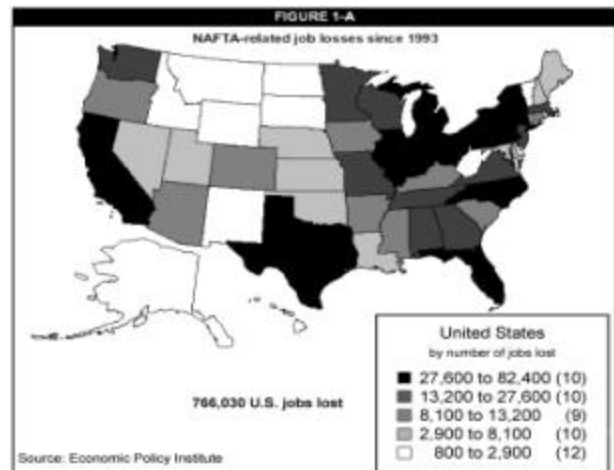 FIGURE 1-A
NAFTA-related job losses since 1993
766,030 U.S. jobs lost
United States
by number of jobs lost
27,600 to 82,400 (10)
13,200 to 27,600 (10)
8,100 to 13,200 (9)
2,900 to 8,100 (10)
800 to 2,900 (12)
Source: Economic Policy Institute